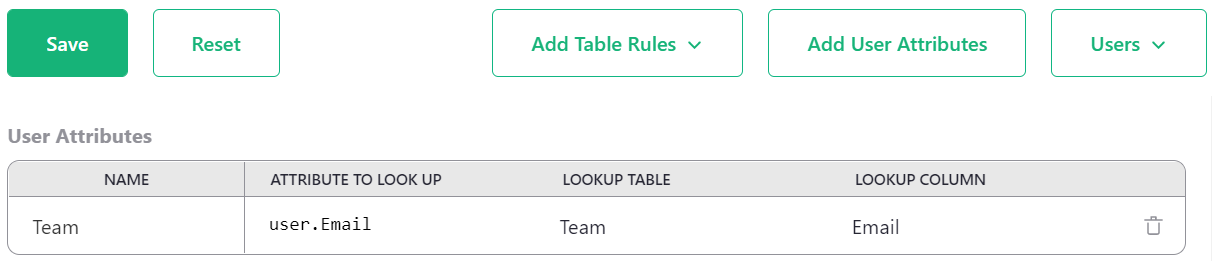 Save Reset Add Table Rules Add User Attributes Users
User Attributes
NAME ATTRIBUTE TO LOOK UP LOOKUP TABLE LOOKUP COLUMN
Team user.Email Team Email